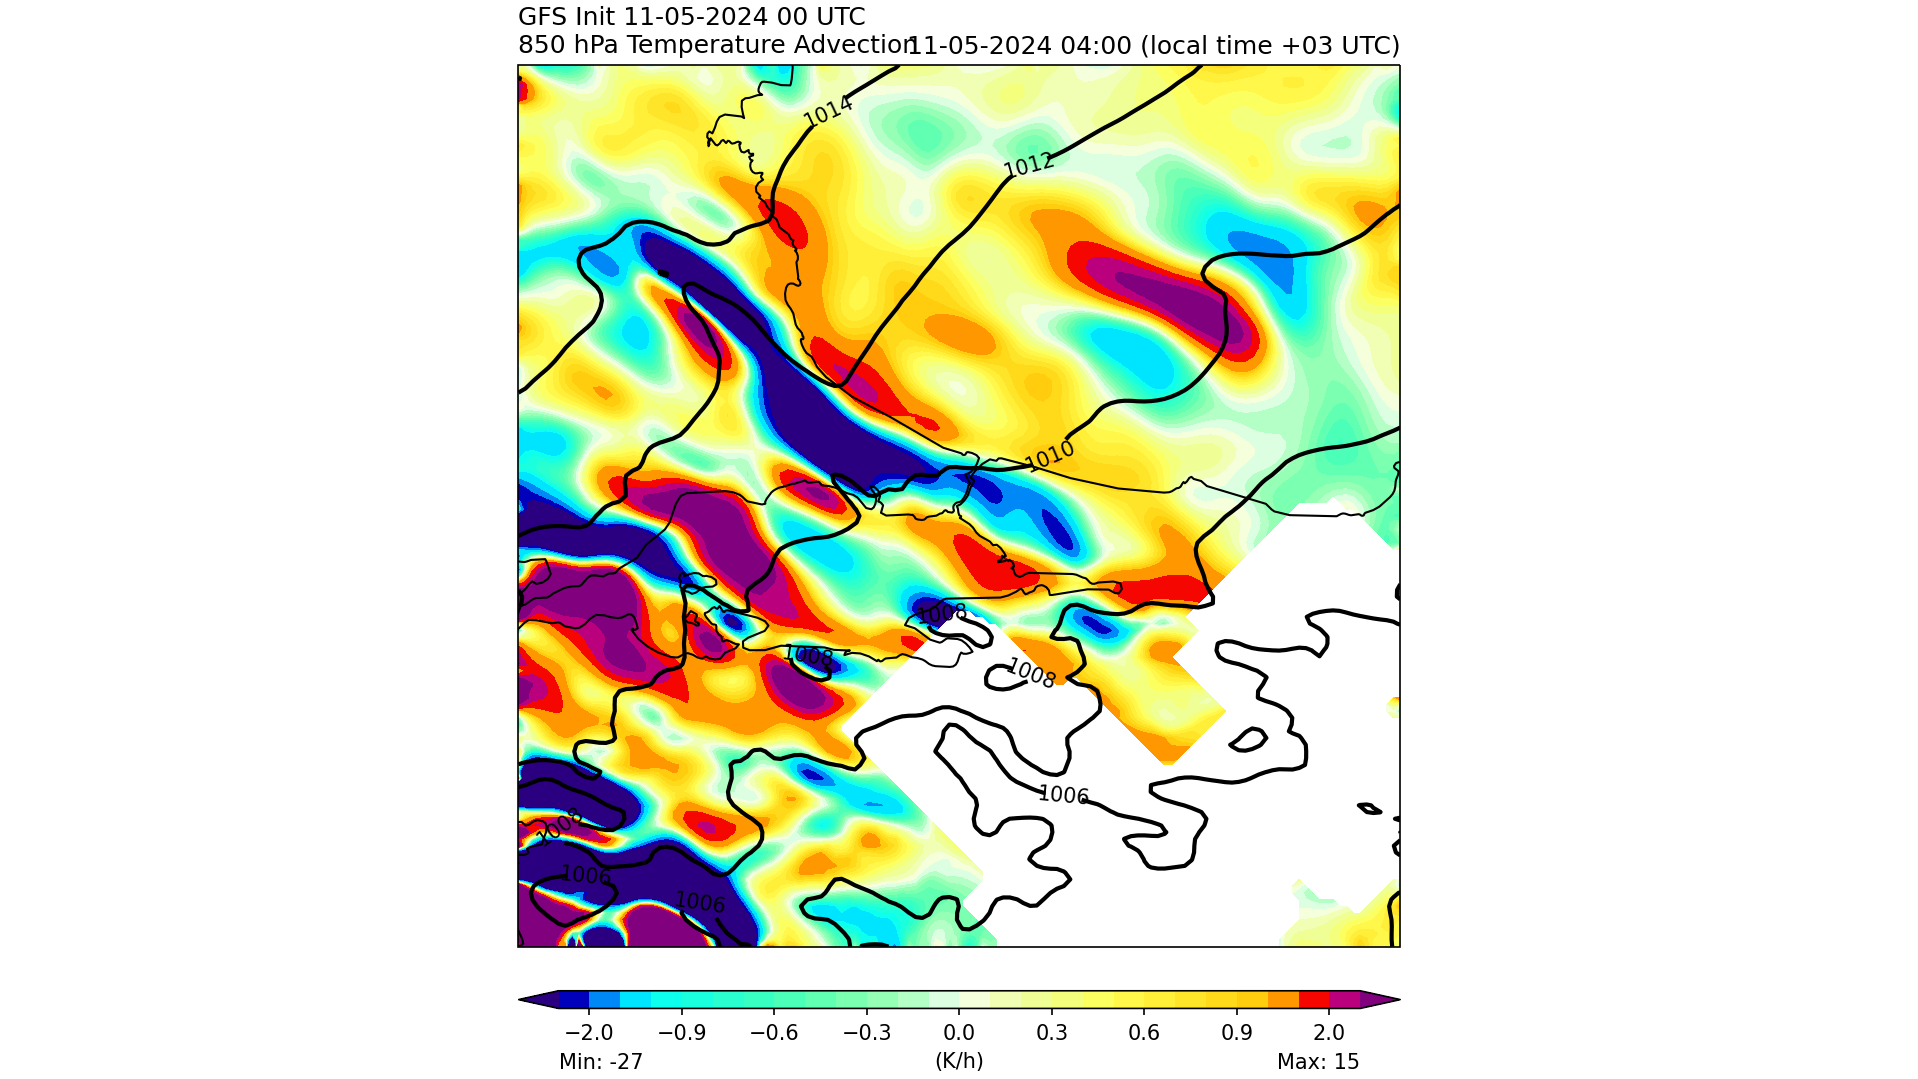 GFS Init 11-05-2024 00 UTC
850 hPa Temperature Advection 11-05-2024 04:00 (local time +03 UTC)
1014
1012
1010
1008
1008
1008
1006
1008
1006
1006
−2.0 −0.9 −0.6 −0.3 0.0 0.3 0.6 0.9 2.0
Min: -27 (K/h) Max: 15